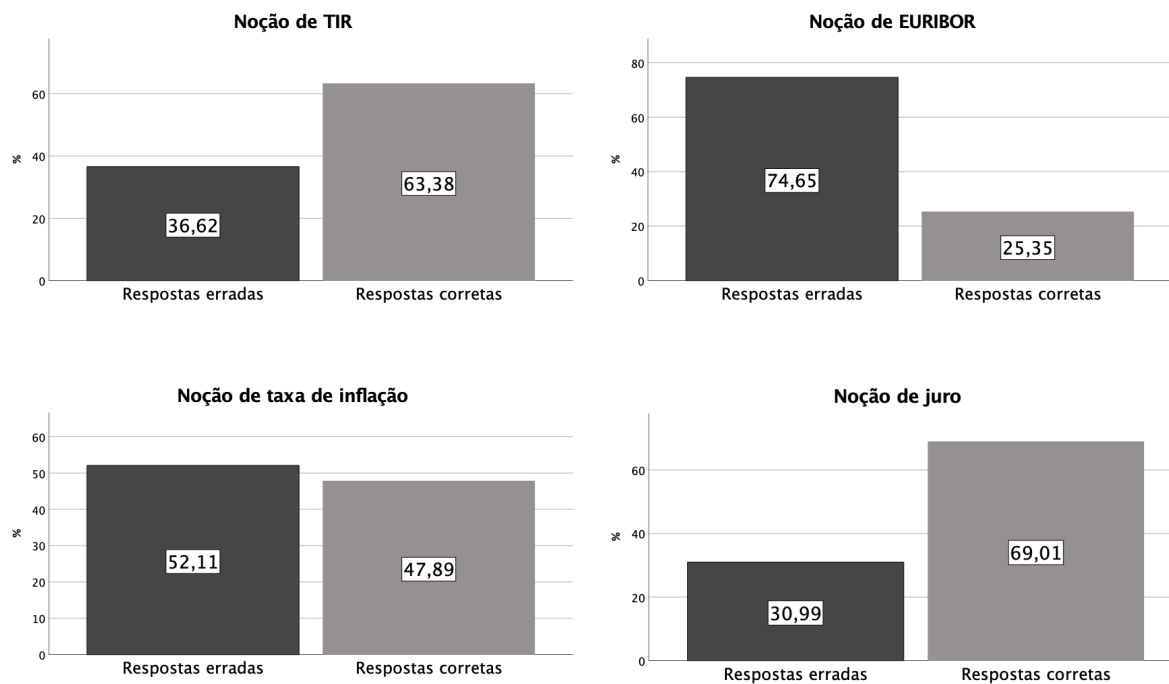 Noção de TIR
60
40
20
0
%
36,62
63,38
Respostas erradas
Respostas corretas
Noção de EURIBOR
80
60
40
20
0
%
74,65
25,35
Respostas erradas
Respostas corretas
Noção de taxa de inflação
60
50
40
30
20
10
0
%
52,11
47,89
Respostas erradas
Respostas corretas
Noção de juro
60
40
20
0
%
30,99
69,01
Respostas erradas
Respostas corretas